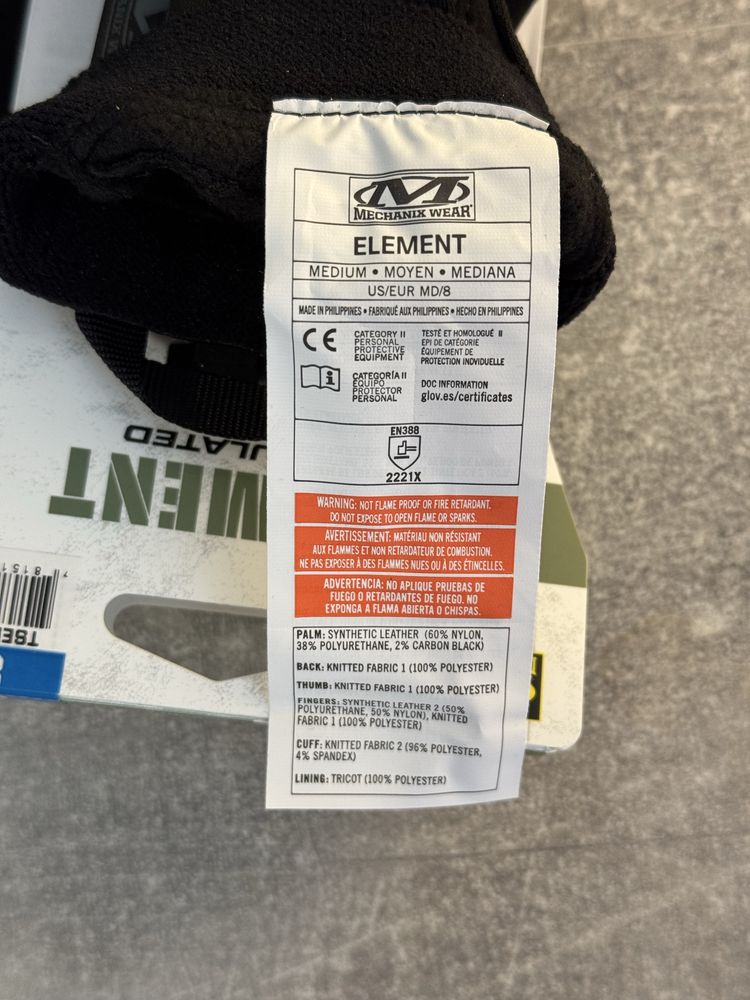 MECHANIX WEAR
ELEMENT
MEDIUM • MOYEN • MEDIANA
US/EUR MD/8
MADE IN PHILIPPINES • FABRIQUÉ AUX PHILIPPINES • HECHO EN PHILIPPINES
CE
CATEGORY II
PERSONAL
PROTECTIVE
EQUIPMENT
TESTÉ ET HOMOLOGUÉ II
EPI DE CATÉGORIE
ÉQUIPEMENT DE
PROTECTION INDIVIDUELLE
i
CATEGORÍA II
EQUIPO
PROTECTOR
PERSONAL
DOC INFORMATION
glov.es/certificates
EN388
2221X
WARNING: NOT FLAME PROOF OR FIRE RETARDANT.
DO NOT EXPOSE TO OPEN FLAME OR SPARKS.
AVERTISSEMENT: MATÉRIAU NON RÉSISTANT
AUX FLAMMES ET NON RETARDATEUR DE COMBUSTION.
NE PAS EXPOSER À DES FLAMMES NUES OU À DES ÉTINCELLES.
ADVERTENCIA: NO APLIQUE PRUEBAS DE
FUEGO O RETARDANTES DE FUEGO. NO
EXPONGA A FLAMA ABIERTA O CHISPAS.
PALM: SYNTHETIC LEATHER (60% NYLON,
38% POLYURETHANE, 2% CARBON BLACK)
BACK: KNITTED FABRIC 1 (100% POLYESTER)
THUMB: KNITTED FABRIC 1 (100% POLYESTER)
FINGERS: SYNTHETIC LEATHER 2 (50%
POLYURETHANE, 50% NYLON), KNITTED
FABRIC 1 (100% POLYESTER)
CUFF: KNITTED FABRIC 2 (96% POLYESTER,
4% SPANDEX)
LINING: TRICOT (100% POLYESTER)
ULATED
MENT
7 8151
TSEL